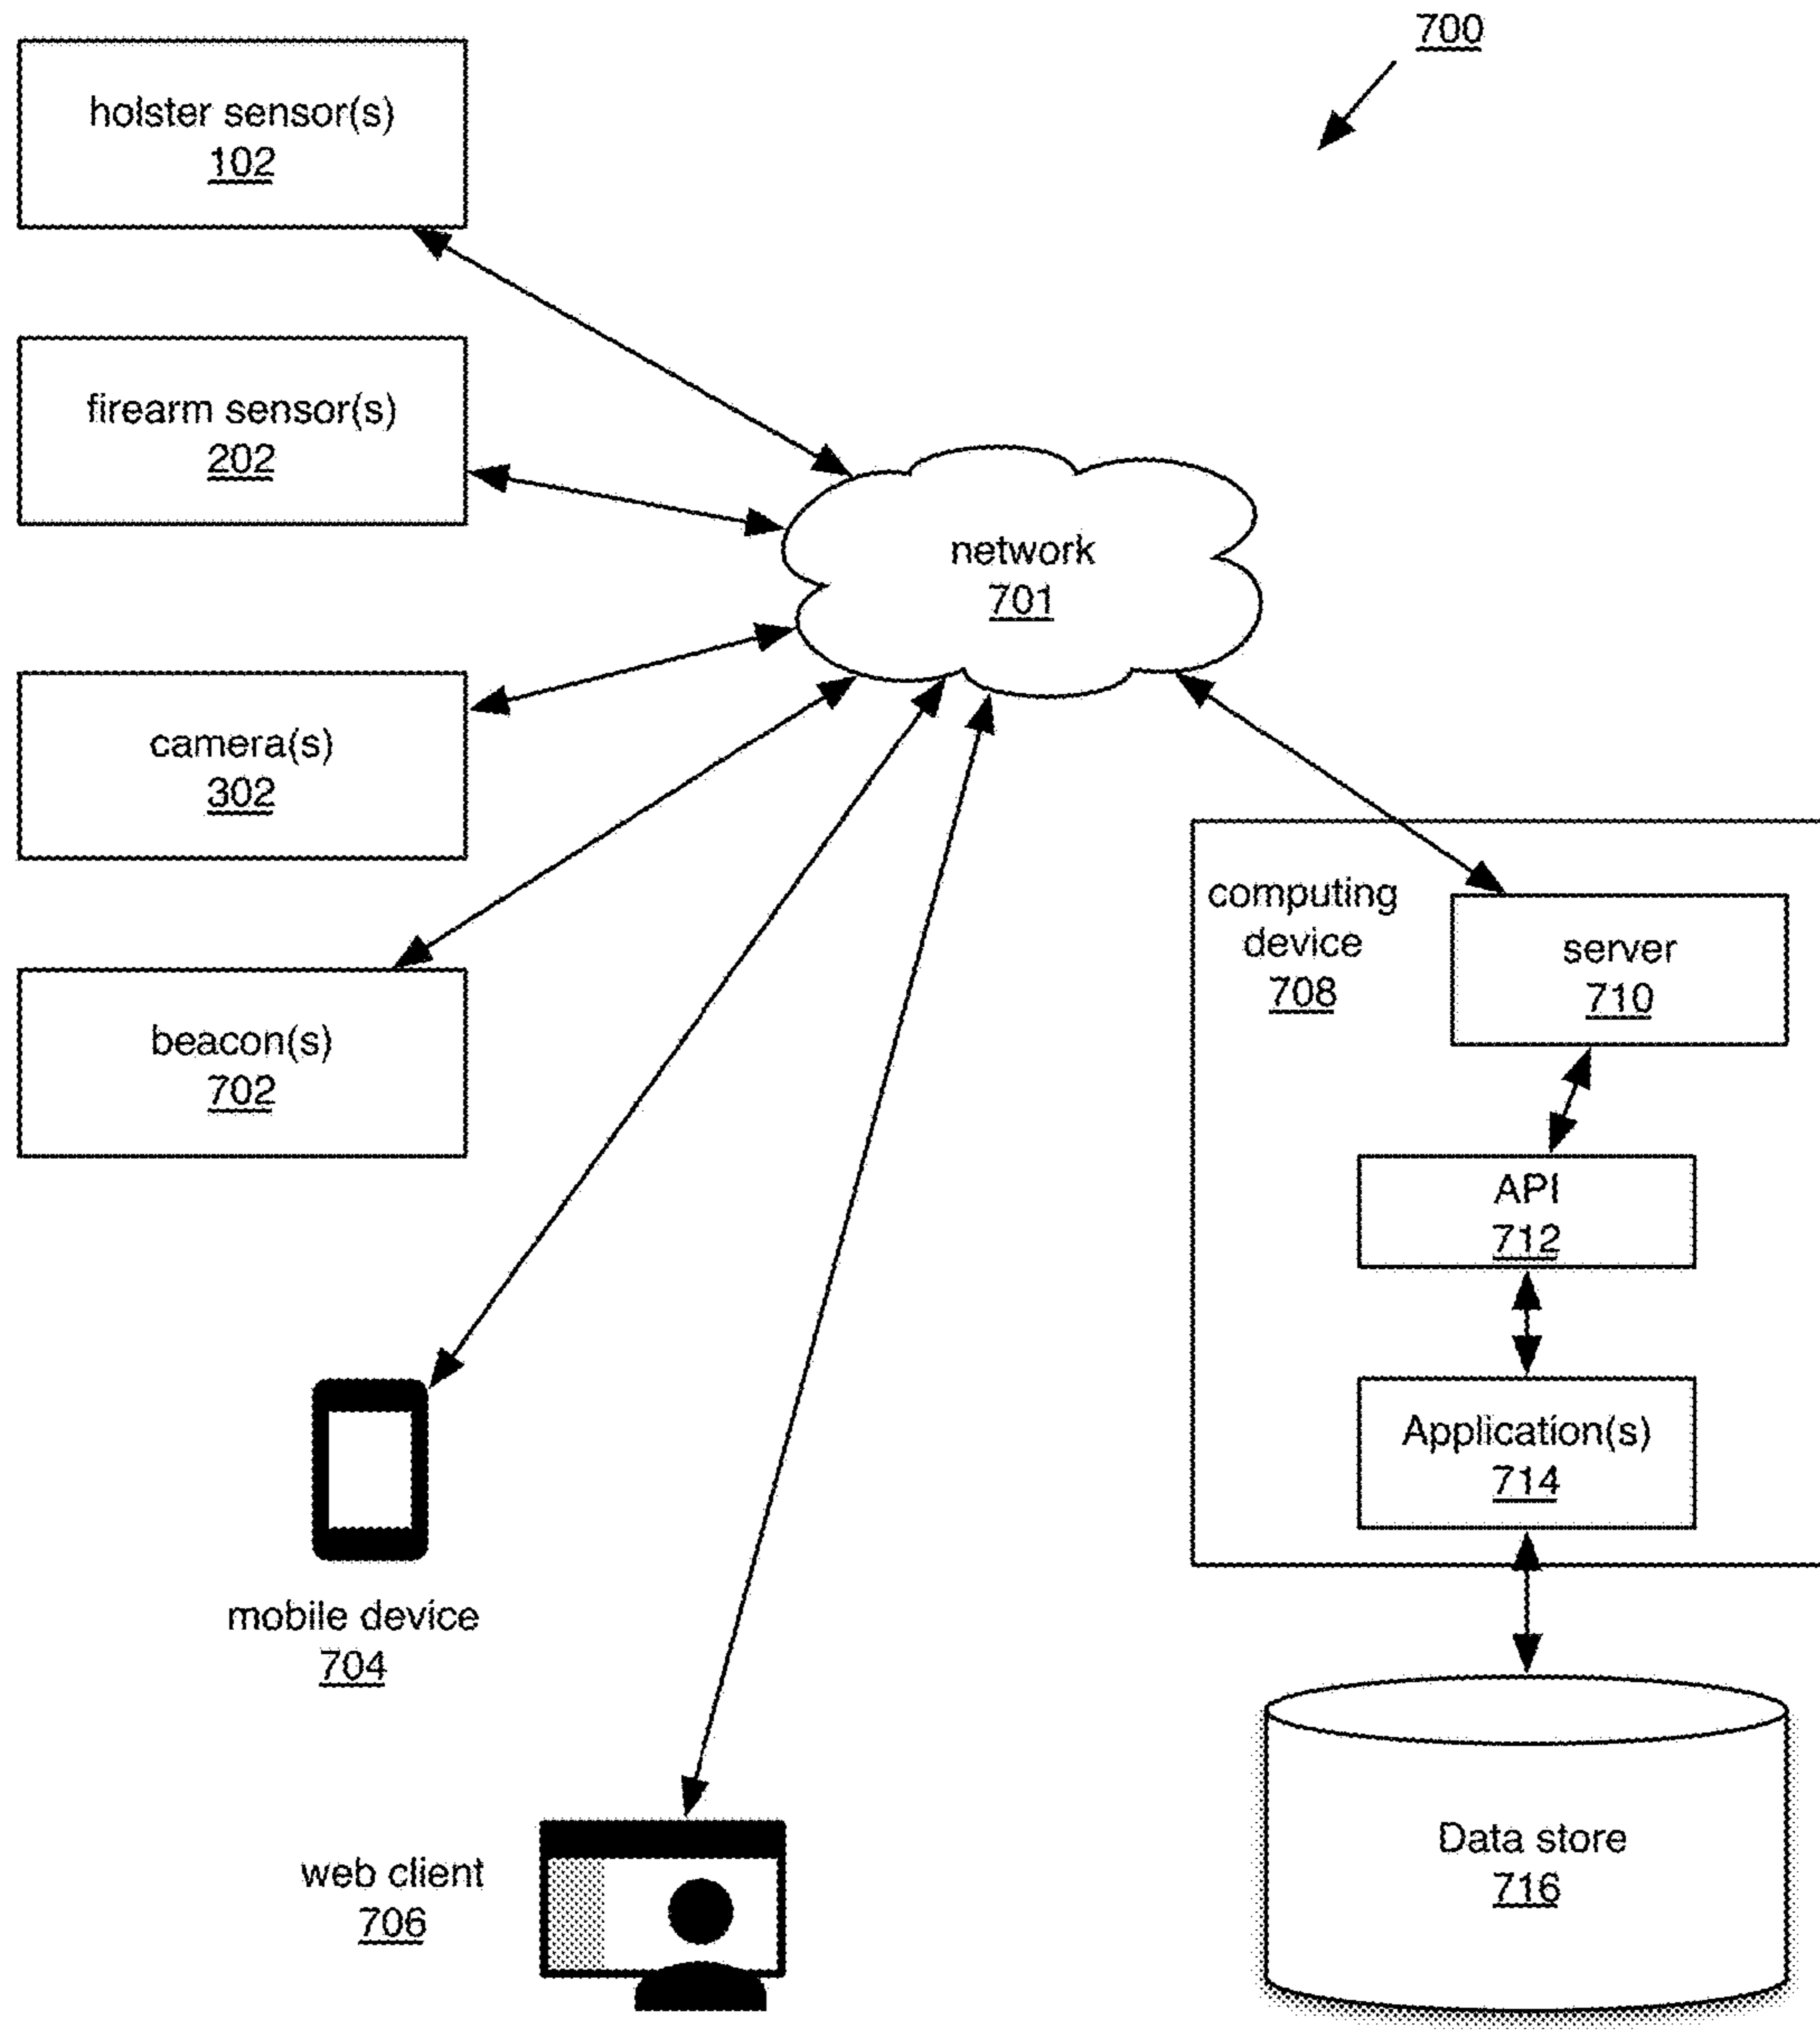 700
holster sensor(s)
102
firearm sensor(s)
202
network
701
camera(s)
302
computing
device
708
server
710
beacon(s)
702
API
712
Application(s)
714
mobile device
704
Data store
716
web client
706